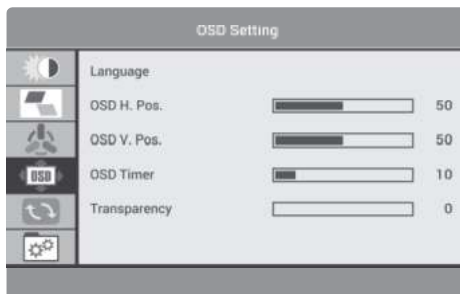 OSD Setting
Language
OSD H. Pos. 50
OSD V. Pos. 50
OSD OSD Timer 10
Transparency 0